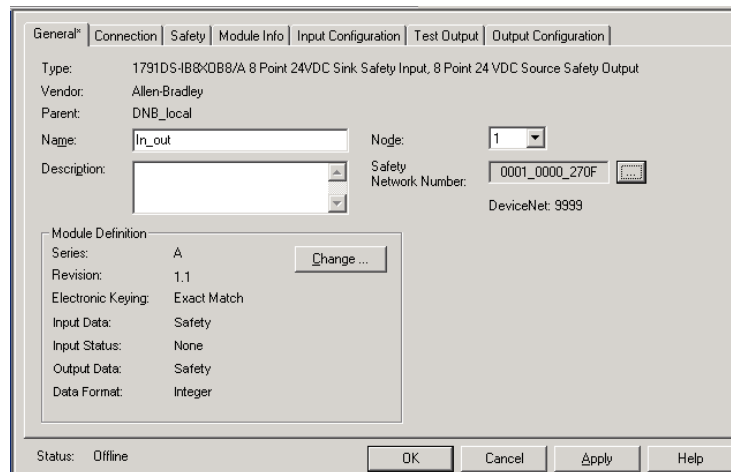 General* Connection Safety Module Info Input Configuration Test Output Output Configuration
Type: 1791DS-IB8XOB8/A 8 Point 24VDC Sink Safety Input, 8 Point 24 VDC Source Safety Output
Vendor: Allen-Bradley
Parent: DNB_local
Name: In_out Node: 1
Description: Safety Network Number: 0001_0000_270F ...
DeviceNet: 9999
Module Definition
Series: A Change ...
Revision: 1.1
Electronic Keying: Exact Match
Input Data: Safety
Input Status: None
Output Data: Safety
Data Format: Integer
Status: Offline OK Cancel Apply Help